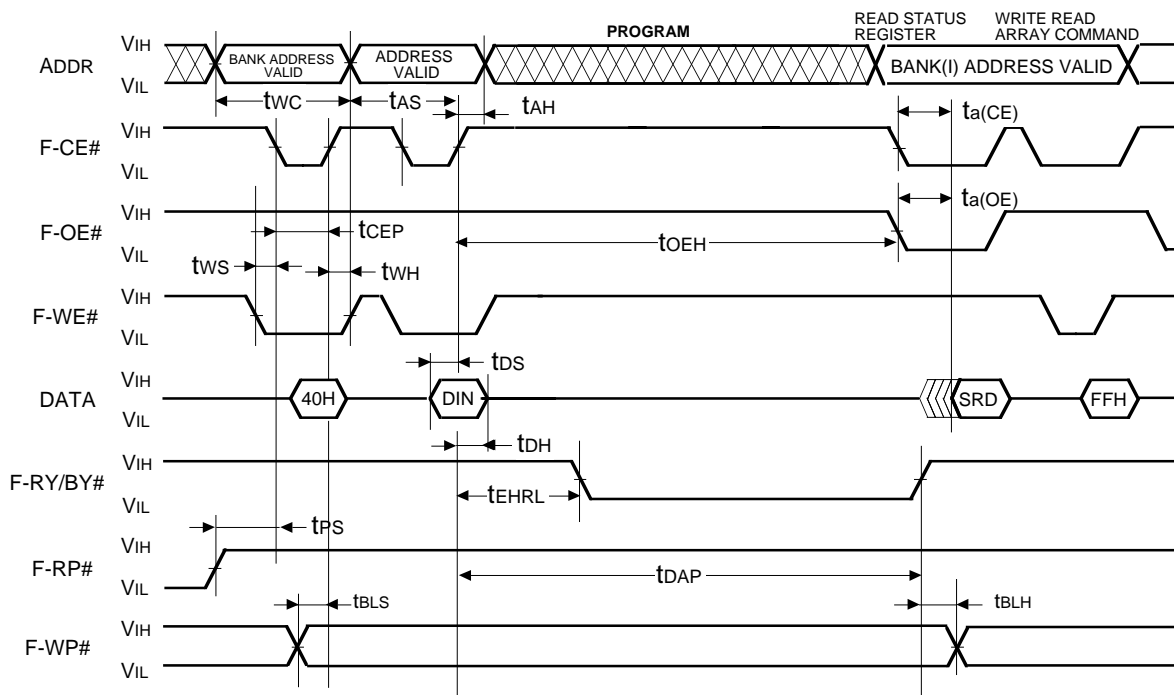 PROGRAM
READ STATUS REGISTER
WRITE READ ARRAY COMMAND
ADDR
VIH
VIL
BANK ADDRESS VALID
ADDRESS VALID
BANK(I) ADDRESS VALID
tWC
tAS
tAH
ta(CE)
F-CE#
VIH
VIL
F-OE#
VIH
VIL
tCEP
tOEH
ta(OE)
tWS
tWH
F-WE#
VIH
VIL
tDS
DATA
VIH
VIL
40H
DIN
SRD
FFH
tDH
F-RY/BY#
VIH
VIL
tEHRL
tPS
F-RP#
VIH
VIL
tDAP
tBLS
tBLH
F-WP#
VIH
VIL